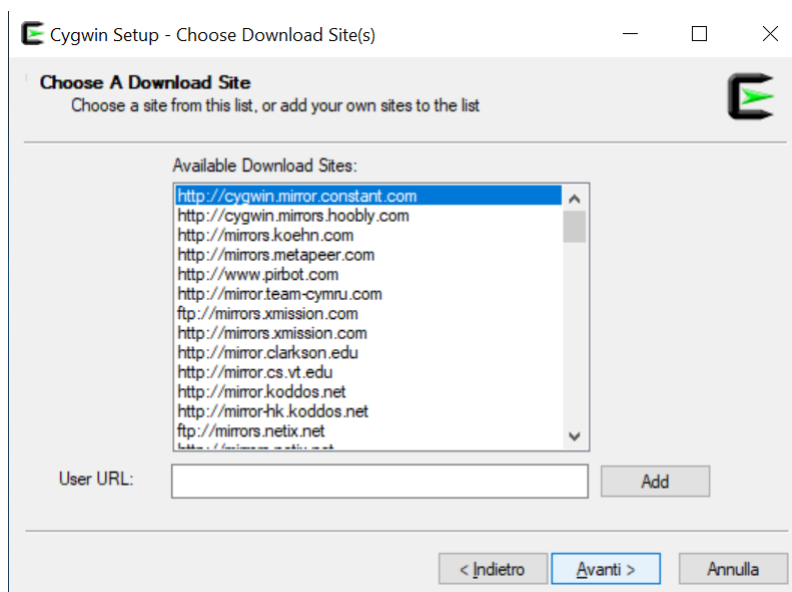 Cygwin Setup - Choose Download Site(s)
Choose A Download Site
Choose a site from this list, or add your own sites to the list
Available Download Sites:
http://cygwin.mirror.constant.com
http://cygwin.mirrors.hoobly.com
http://mirrors.koehn.com
http://mirrors.metapeer.com
http://www.pirbot.com
http://mirror.team-cymru.com
ftp://mirrors.xmission.com
http://mirrors.xmission.com
http://mirror.clarkson.edu
http://mirror.cs.vt.edu
http://mirror.koddos.net
http://mirror-hk.koddos.net
ftp://mirrors.netix.net
http://mirrors.netix.net
User URL:
Add
< Indietro
Avanti >
Annulla